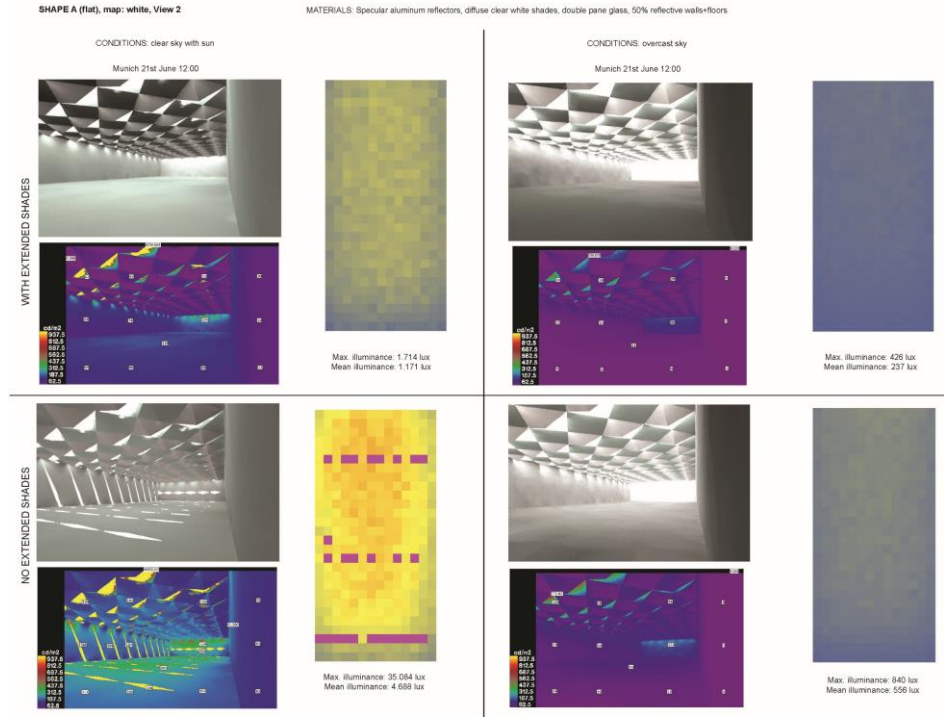 SHAPE A (flat), map: white, View 2
MATERIALS: Specular aluminum reflectors, diffuse clear white shades, double pane glass, 50% reflective walls+floors
CONDITIONS: clear sky with sun
CONDITIONS: overcast sky
Munich 21st June 12:00
Munich 21st June 12:00
WITH EXTENDED SHADES
cd/m2
937.5
812.5
687.5
562.5
437.5
312.5
187.5
62.5
Max. illuminance: 1.714 lux
Mean illuminance: 1.171 lux
cd/m2
937.5
812.5
687.5
562.5
437.5
312.5
187.5
62.5
Max. illuminance: 426 lux
Mean illuminance: 237 lux
NO EXTENDED SHADES
cd/m2
937.5
812.5
687.5
562.5
437.5
312.5
187.5
62.5
Max. illuminance: 35.084 lux
Mean illuminance: 4.688 lux
cd/m2
937.5
812.5
687.5
562.5
437.5
312.5
187.5
62.5
Max. illuminance: 840 lux
Mean illuminance: 556 lux